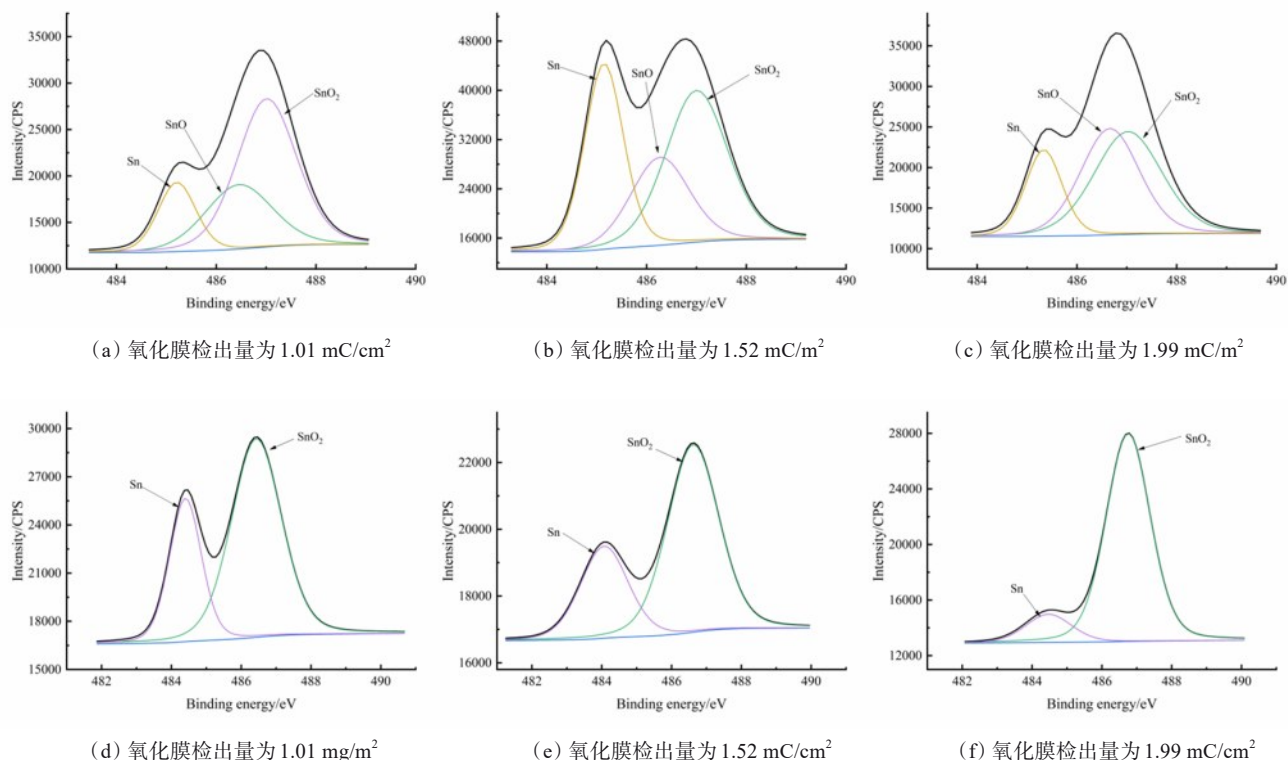 35000
30000
25000
20000
15000
10000
484
486
488
490
Intensity/CPS
Binding energy/eV
Sn
SnO
SnO₂
(a) 氧化膜检出量为1.01 mC/cm²
48000
40000
32000
24000
16000
484
486
488
490
Intensity/CPS
Binding energy/eV
Sn
SnO
SnO₂
(b) 氧化膜检出量为1.52 mC/m²
35000
30000
25000
20000
15000
10000
484
486
488
490
Intensity/CPS
Binding energy/eV
Sn
SnO
SnO₂
(c) 氧化膜检出量为1.99 mC/m²
30000
27000
24000
21000
18000
15000
482
484
486
488
490
Intensity/CPS
Binding energy/eV
Sn
SnO₂
(d) 氧化膜检出量为1.01 mg/m²
22000
20000
18000
16000
482
484
486
488
490
Intensity/CPS
Binding energy/eV
Sn
SnO₂
(e) 氧化膜检出量为1.52 mC/cm²
28000
24000
20000
16000
12000
482
484
486
488
490
Intensity/CPS
Binding energy/eV
Sn
SnO₂
(f) 氧化膜检出量为1.99 mC/cm²